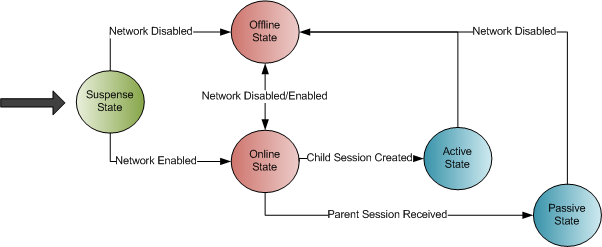 Network Disabled
Offline
State
Network Disabled
Suspense
State
Network Disabled/Enabled
Network Enabled
Online
State
Child Session Created
Active
State
Parent Session Received
Passive
State